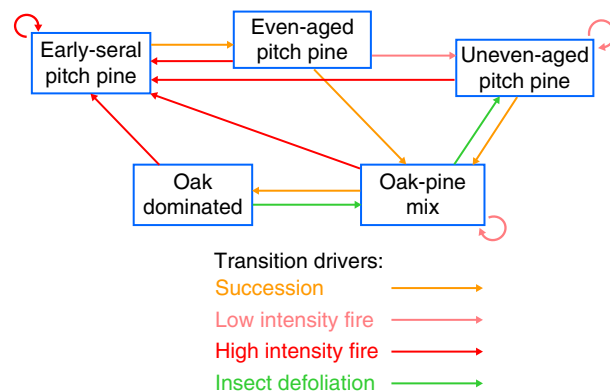 Early-seral
pitch pine
Even-aged
pitch pine
Uneven-aged
pitch pine
Oak
dominated
Oak-pine
mix
Transition drivers:
Succession
Low intensity fire
High intensity fire
Insect defoliation